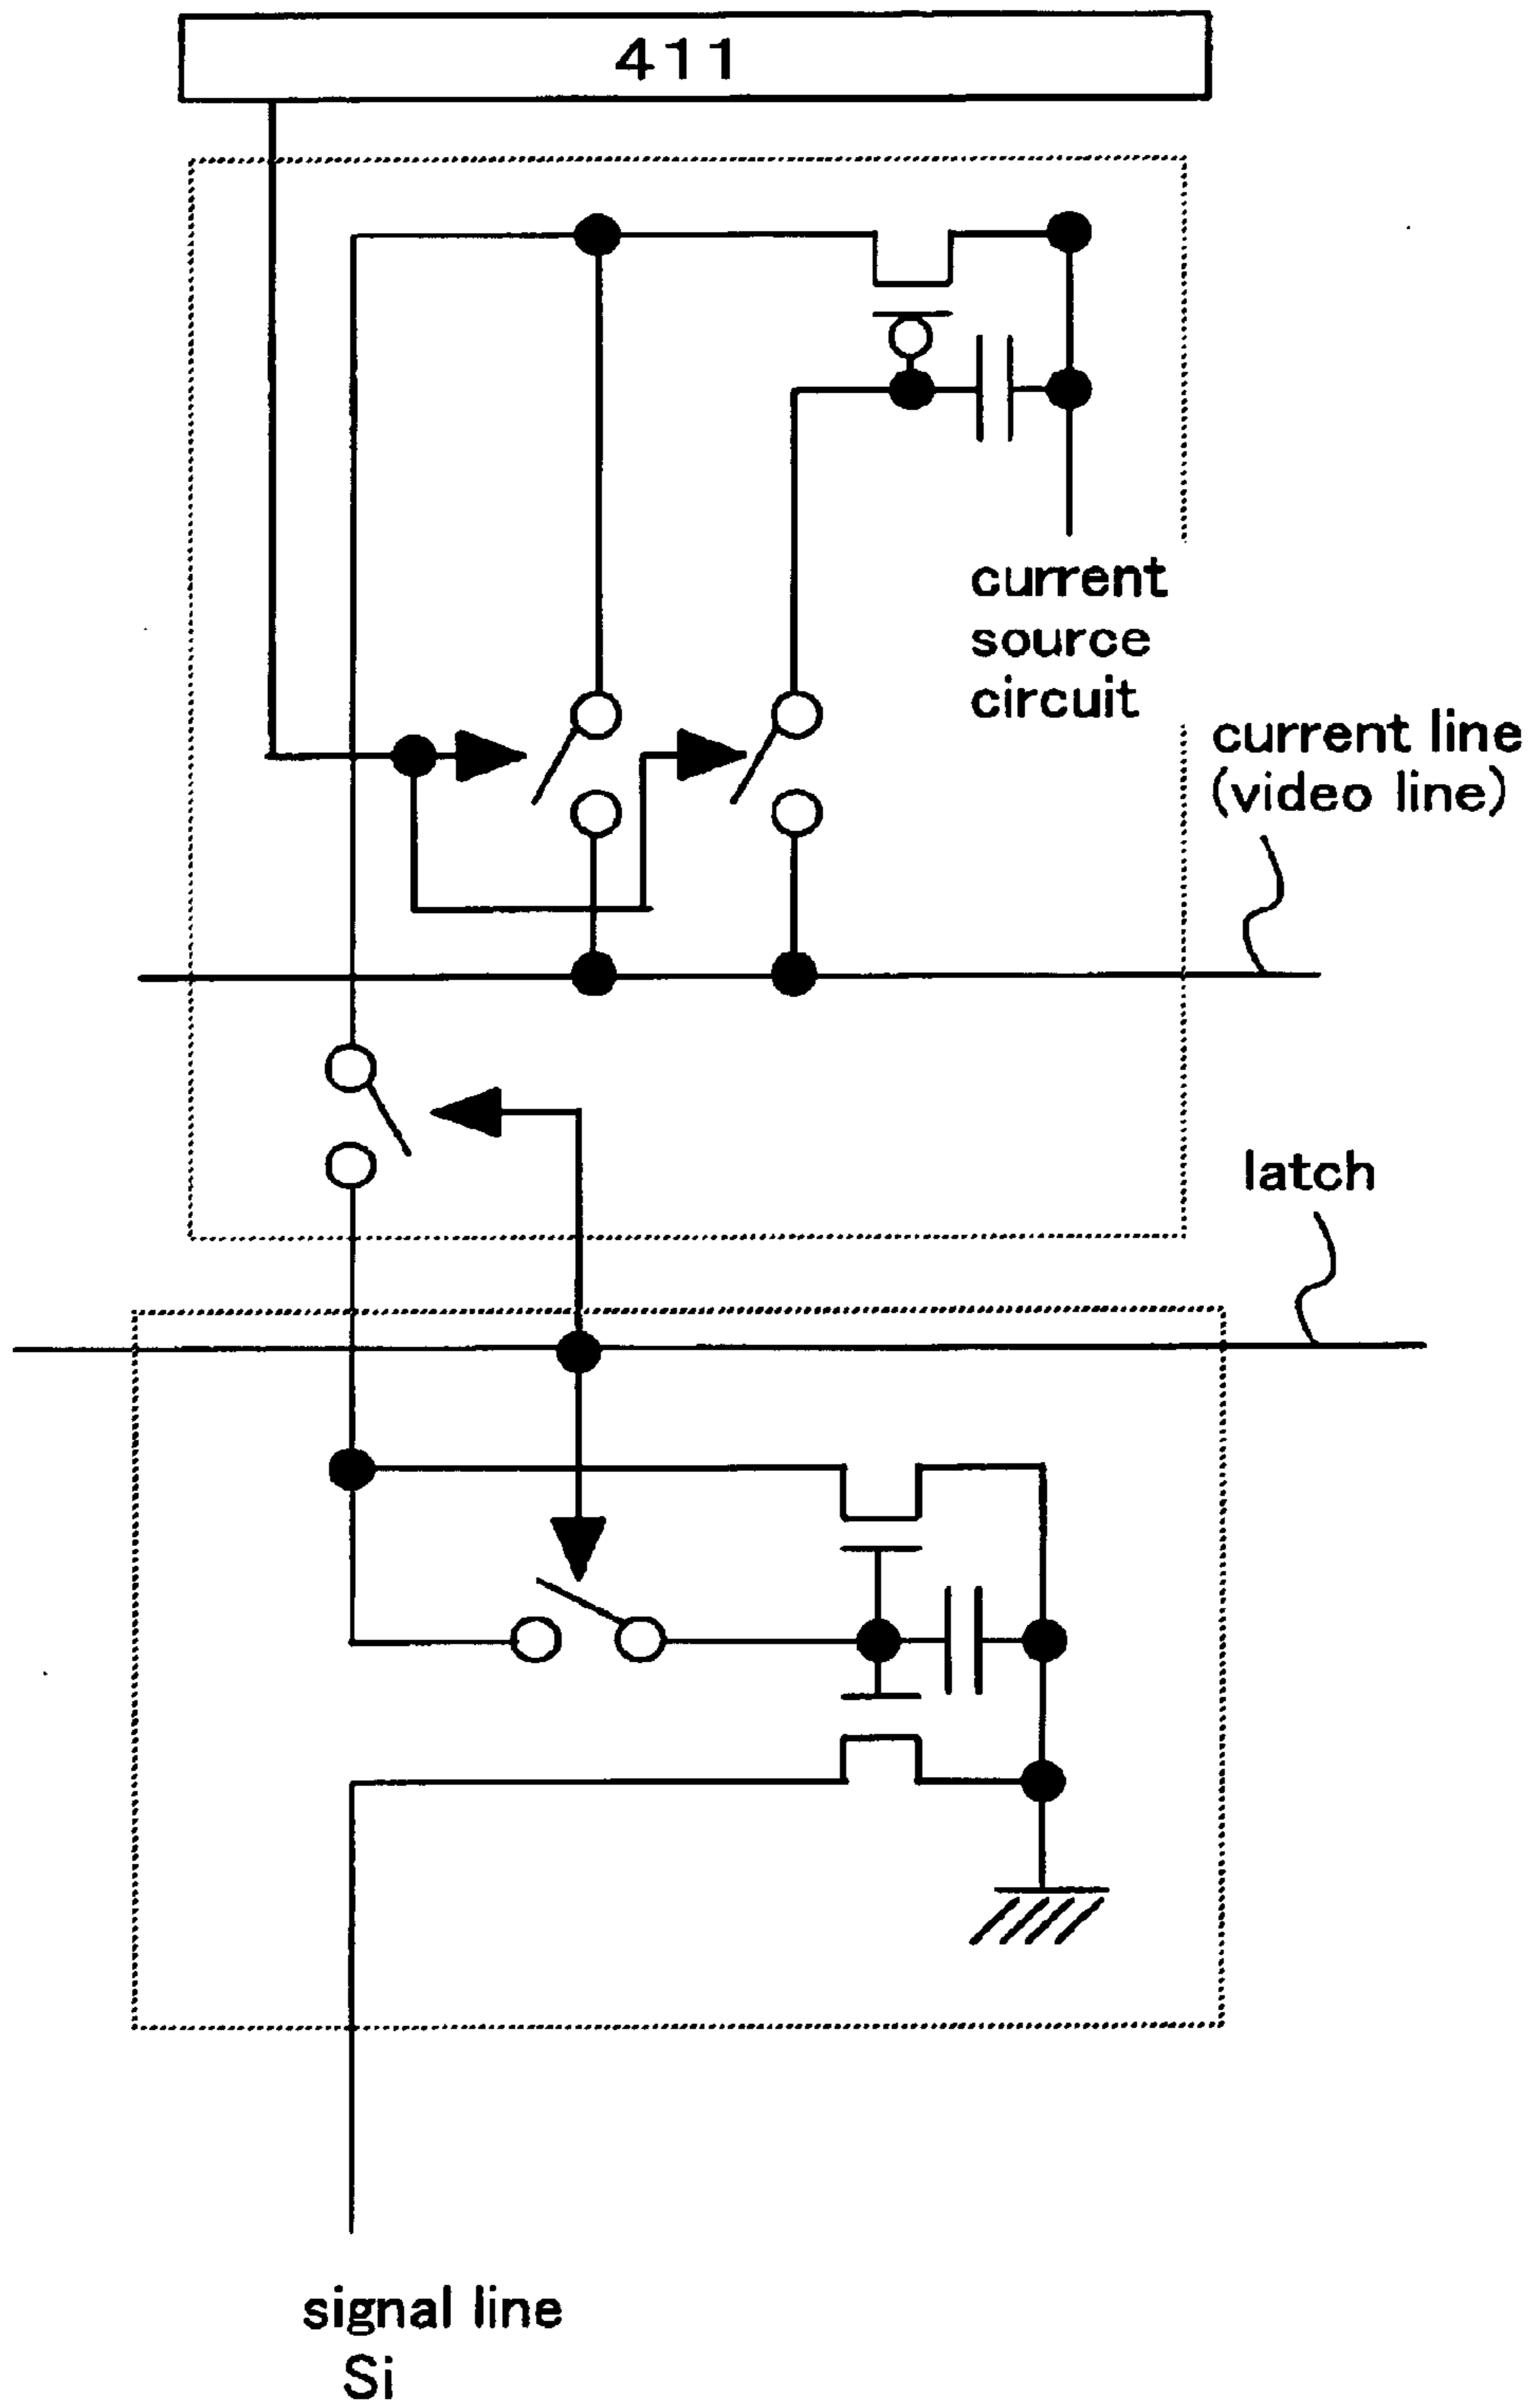 411
current
source
circuit
current line
(video line)
latch
signal line
Si